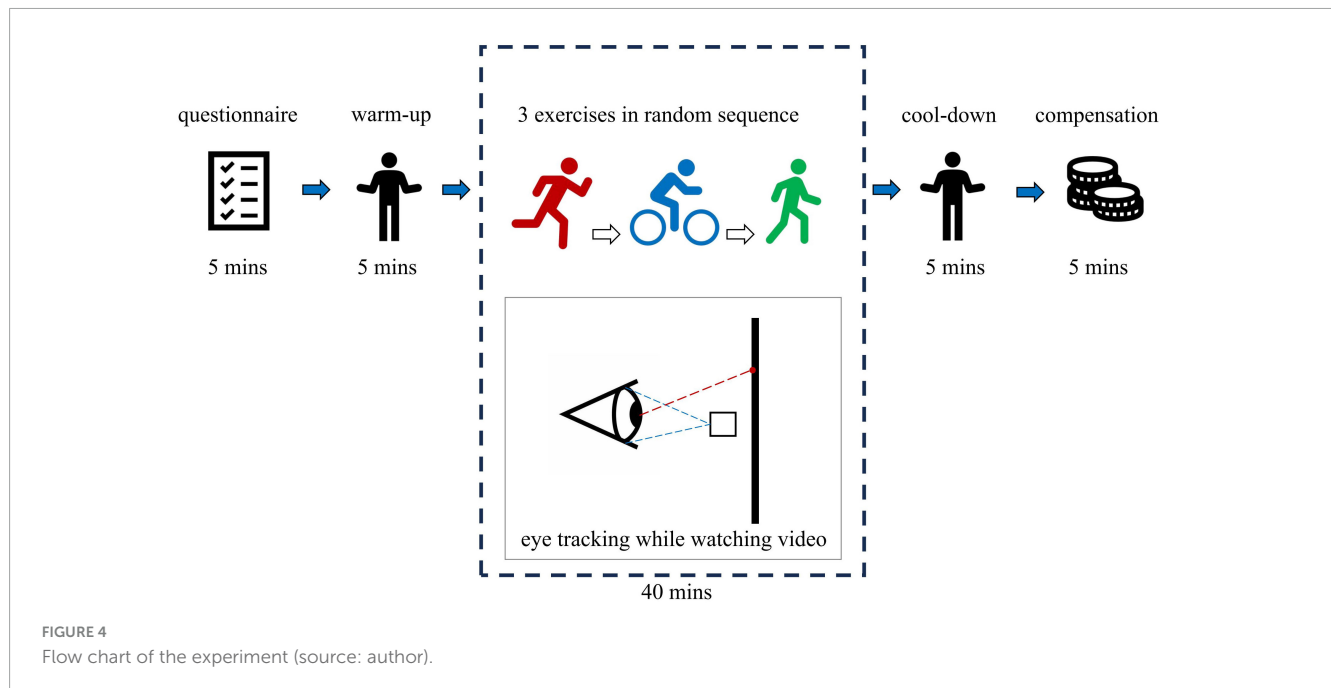 questionnaire
warm-up
3 exercises in random sequence
cool-down
compensation
5 mins
5 mins
5 mins
5 mins
eye tracking while watching video
40 mins
FIGURE 4
Flow chart of the experiment (source: author).